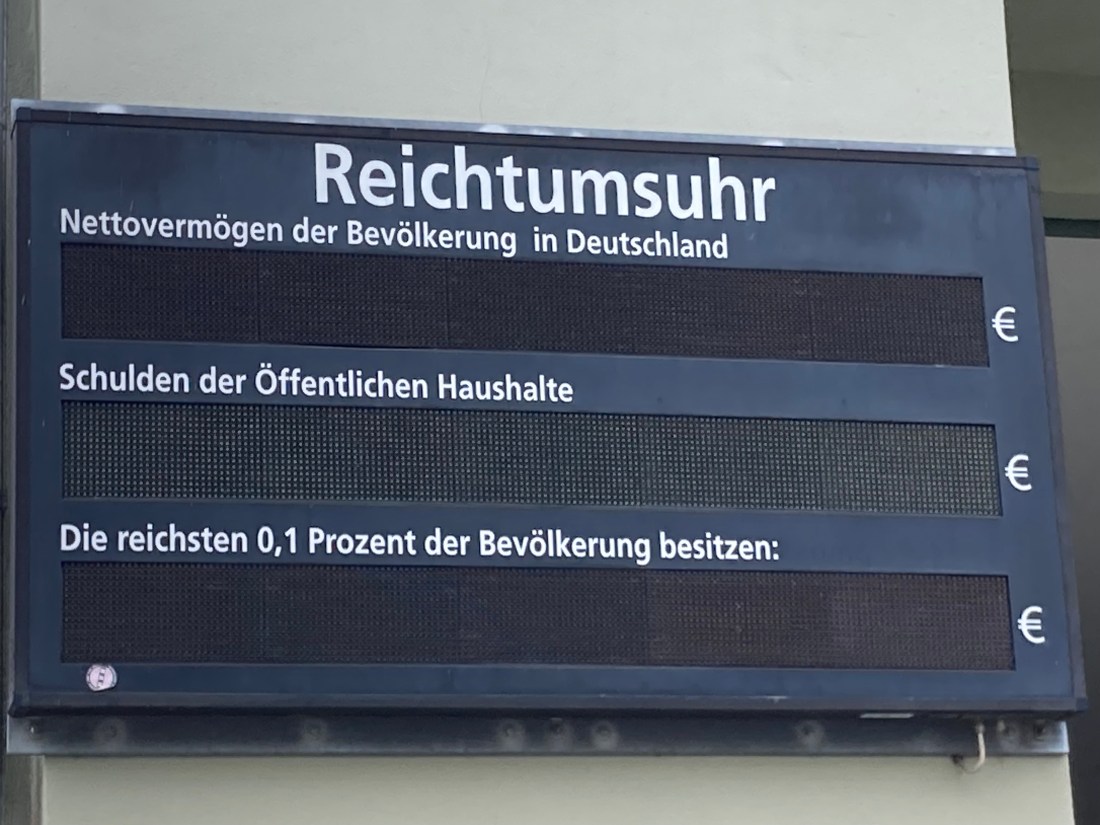 Reichtumsuhr
Nettovermögen der Bevölkerung in Deutschland
€
Schulden der Öffentlichen Haushalte
€
Die reichsten 0,1 Prozent der Bevölkerung besitzen:
€